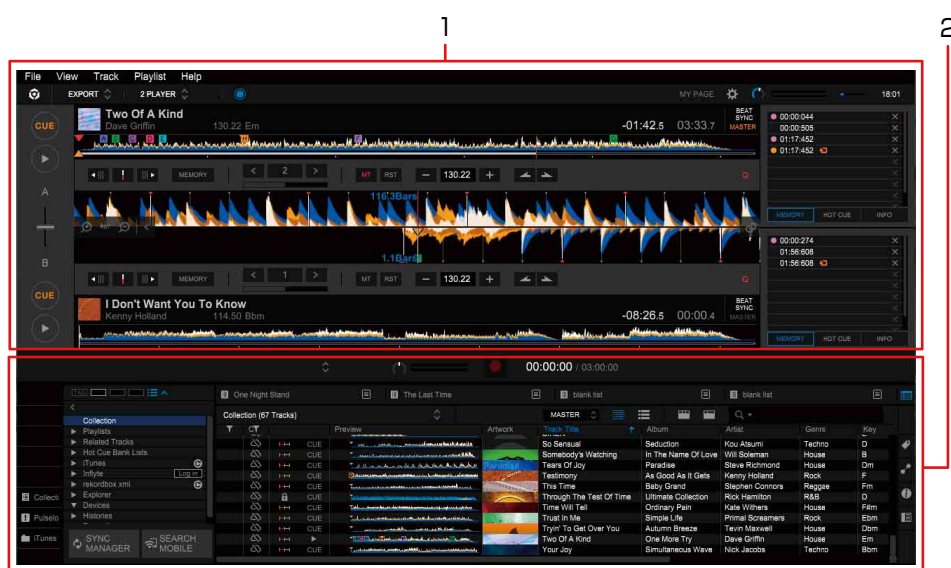 1
2
File View Track Playlist Help
EXPORT 2 PLAYER MY PAGE 18:01
CUE
Two Of A Kind
Dave Griffin 130.22 Em
-01:42.5 03:33.7
BEAT SYNC
MASTER
A B C D E F G
MEMORY < 2 > MT RST − 130.22 + Q
A
B
116.3Bars
RST
1.1Bars
MEMORY < 1 > MT RST − 130.22 + Q
CUE
I Don't Want You To Know
Kenny Holland 114.50 Bbm
-08:26.5 00:00.4
BEAT SYNC
MASTER
00:00:044
00:00:505
01:17:452
01:17:452
MEMORY HOT CUE INFO
00:00:274
01:56:608
01:56:608
MEMORY HOT CUE INFO
00:00:00 / 03:00:00
TAG
<
Collection
Playlists
Related Tracks
Hot Cue Bank Lists
iTunes
Inflyte Log in
rekordbox xml
Explorer
Devices
Histories
SYNC MANAGER
SEARCH MOBILE
Collecti
Pulselo
iTunes
One Night Stand The Last Time blank list blank list
Collection (67 Tracks) MASTER
Preview Artwork Track Title Album Artist Genre Key
CUE So Sensual Seduction Kou Atsumi Techno D
CUE Somebody's Watching In The Name Of Love Will Soleman House B
CUE Tears Of Joy Paradise Steve Richmond House Dm
CUE Testimony As Good As It Gets Kenny Holland Rock F
CUE This Time Baby Grand Stephen Connors Reggae Fm
CUE Through The Test Of Time Ultimate Collection Rick Hamilton R&B D
CUE Time Will Tell Ordinary Pain Kate Withers House F#m
CUE Trust In Me Simple Life Primal Screamers Rock Ebm
CUE Tryin' To Get Over You Autumn Breeze Tevin Maxwell House Dbm
CUE Two Of A Kind One More Try Dave Griffin House Em
CUE Your Joy Simultaneous Wave Nick Jacobs Techno Bbm